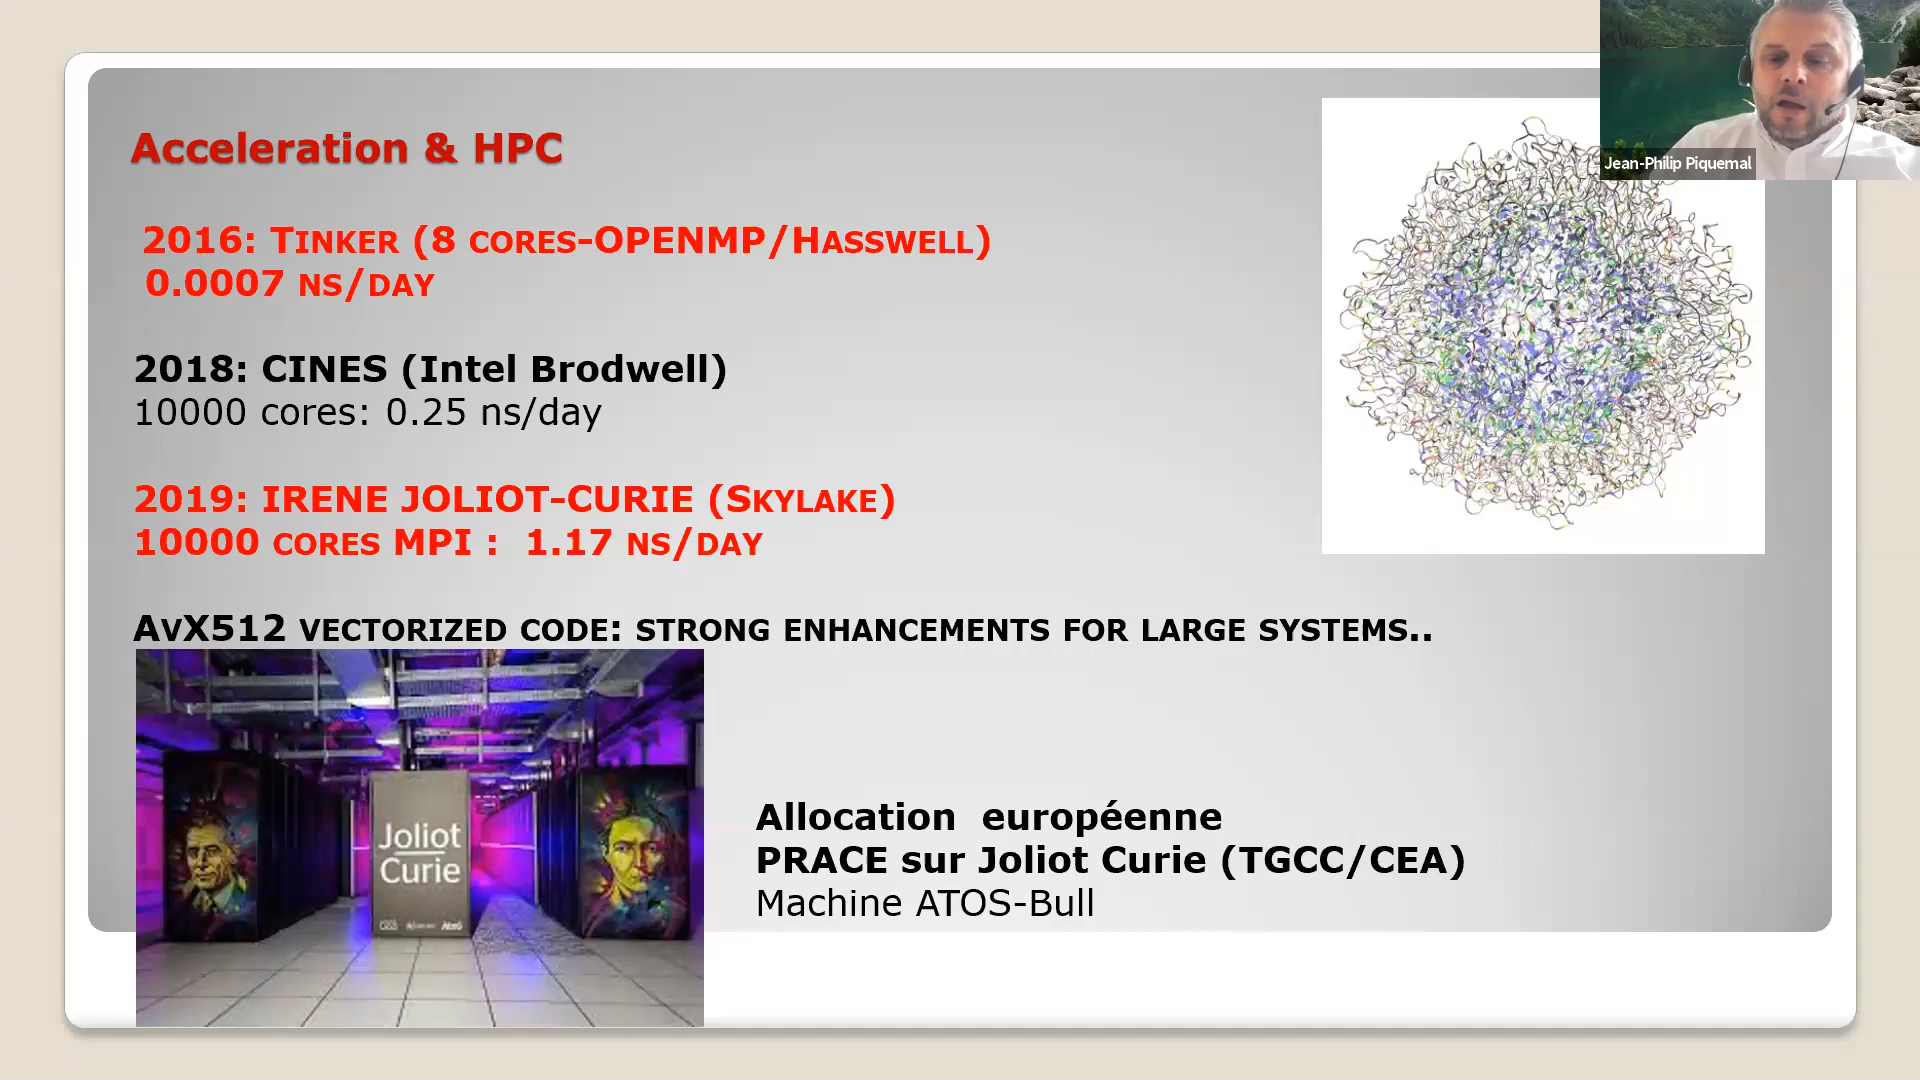 Acceleration & HPC
2016: TINKER (8 CORES-OPENMP/HASSWELL)
0.0007 NS/DAY
2018: CINES (Intel Brodwell)
10000 cores: 0.25 ns/day
2019: IRENE JOLIOT-CURIE (SKYLAKE)
10000 CORES MPI : 1.17 NS/DAY
AVX512 VECTORIZED CODE: STRONG ENHANCEMENTS FOR LARGE SYSTEMS..
Joliot
Curie
Atos
Allocation européenne
PRACE sur Joliot Curie (TGCC/CEA)
Machine ATOS-Bull
Jean-Philip Piquemal